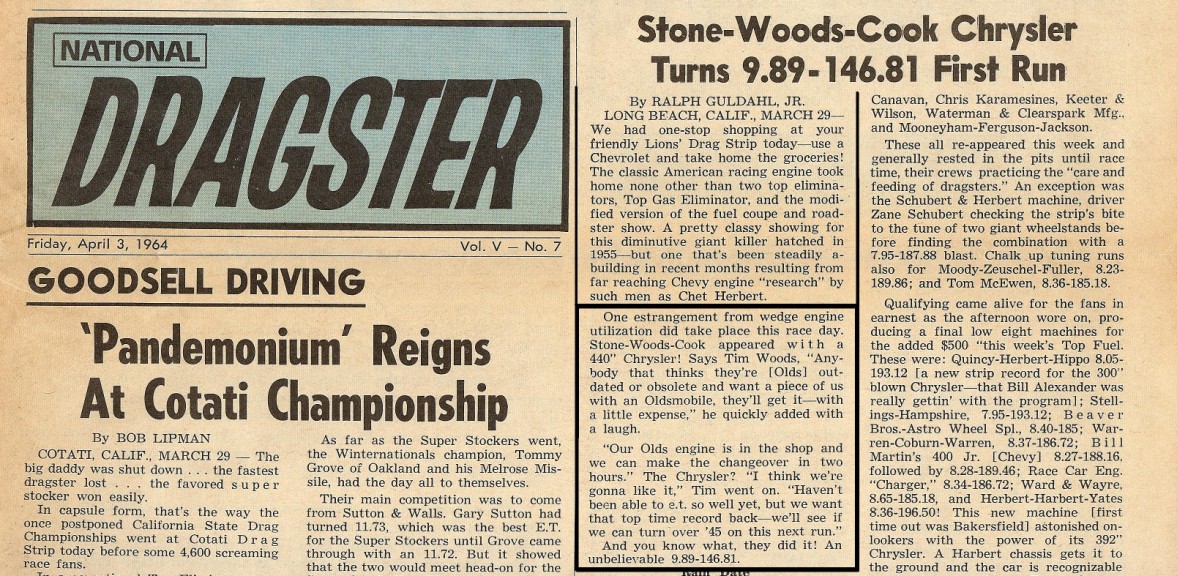 NATIONAL
DRAGSTER
Friday, April 3, 1964
Vol. V — No. 7
GOODSELL DRIVING
'Pandemonium' Reigns
At Cotati Championship
By BOB LIPMAN
COTATI, CALIF., MARCH 29 — The
big daddy was shut down . . . the fastest
dragster lost . . . the favored super
stocker won easily.
In capsule form, that's the way the
once postponed California State Drag
Championships went at Cotati Drag
Strip today before some 4,600 screaming
race fans.
As far as the Super Stockers went,
the Winternationals champion, Tommy
Grove of Oakland and his Melrose Mis-
sile, had the day all to themselves.
Their main competition was to come
from Sutton & Walls. Gary Sutton had
turned 11.73, which was the best E.T.
for the Super Stockers until Grove came
through with an 11.72. But it showed
that the two would meet head-on for the
Stone-Woods-Cook Chrysler
Turns 9.89-146.81 First Run
By RALPH GULDAHL, JR.
LONG BEACH, CALIF., MARCH 29—
We had one-stop shopping at your
friendly Lions' Drag Strip today—use a
Chevrolet and take home the groceries!
The classic American racing engine took
home none other than two top elimina-
tors, Top Gas Eliminator, and the modi-
fied version of the fuel coupe and road-
ster show. A pretty classy showing for
this diminutive giant killer hatched in
1955—but one that's been steadily a-
building in recent months resulting from
far reaching Chevy engine "research" by
such men as Chet Herbert.
One estrangement from wedge engine
utilization did take place this race day.
Stone-Woods-Cook appeared with a
440" Chrysler! Says Tim Woods, "Any-
body that thinks they're [Olds] out-
dated or obsolete and want a piece of us
with an Oldsmobile, they'll get it—with
a little expense," he quickly added with
a laugh.
"Our Olds engine is in the shop and
we can make the changeover in two
hours." The Chrysler? "I think we're
gonna like it," Tim went on. "Haven't
been able to e.t. so well yet, but we want
that top time record back—we'll see if
we can turn over '45 on this next run."
And you know what, they did it! An
unbelievable 9.89-146.81.
Canavan, Chris Karamesines, Keeter &
Wilson, Waterman & Clearspark Mfg.,
and Mooneyham-Ferguson-Jackson.
These all re-appeared this week and
generally rested in the pits until race
time, their crews practicing the "care and
feeding of dragsters." An exception was
the Schubert & Herbert machine, driver
Zane Schubert checking the strip's bite
to the tune of two giant wheelstands be-
fore finding the combination with a
7.95-187.88 blast. Chalk up tuning runs
also for Moody-Zeuschel-Fuller, 8.23-
189.86; and Tom McEwen, 8.36-185.18.
Qualifying came alive for the fans in
earnest as the afternoon wore on, pro-
ducing a final low eight machines for
the added $500 "this week's Top Fuel.
These were: Quincy-Herbert-Hippo 8.05-
193.12 [a new strip record for the 300"
blown Chrysler—that Bill Alexander was
really gettin' with the program]; Stell-
ings-Hampshire, 7.95-193.12; Beaver
Bros.-Astro Wheel Spl., 8.40-185; War-
ren-Coburn-Warren, 8.37-186.72; Bill
Martin's 400 Jr. [Chevy] 8.27-188.16,
followed by 8.28-189.46; Race Car Eng.
"Charger," 8.34-186.72; Ward & Wayre,
8.65-185.18, and Herbert-Harbert-Yates
8.36-196.50! This new machine [first
time out was Bakersfield] astonished on-
lookers with the power of its 392"
Chrysler. A Harbert chassis gets it to
the ground and the car is recognizable